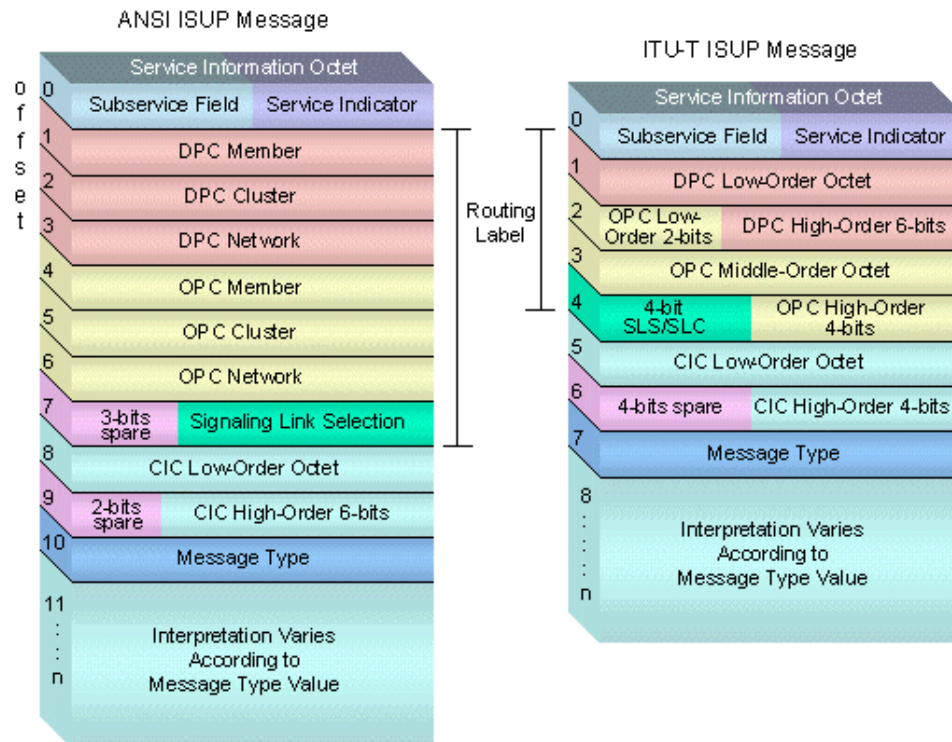 ANSI ISUP Message
offset
Service Information Octet
0
Subservice Field
Service Indicator
1
DPC Member
2
DPC Cluster
3
DPC Network
4
OPC Member
5
OPC Cluster
6
OPC Network
7
3-bits
spare
Signaling Link Selection
8
CIC Low-Order Octet
9
2-bits
spare
CIC High-Order 6-bits
10
Message Type
11
n
Interpretation Varies
According to
Message Type Value
Routing
Label
ITU-T ISUP Message
Service Information Octet
0
Subservice Field
Service Indicator
1
DPC Low-Order Octet
2
OPC Low-
Order 2-bits
DPC High-Order 6-bits
3
OPC Middle-Order Octet
4
4-bit
SLS/SLC
OPC High-Order
4-bits
5
CIC Low-Order Octet
6
4-bits spare
CIC High-Order 4-bits
7
Message Type
8
n
Interpretation Varies
According to
Message Type Value